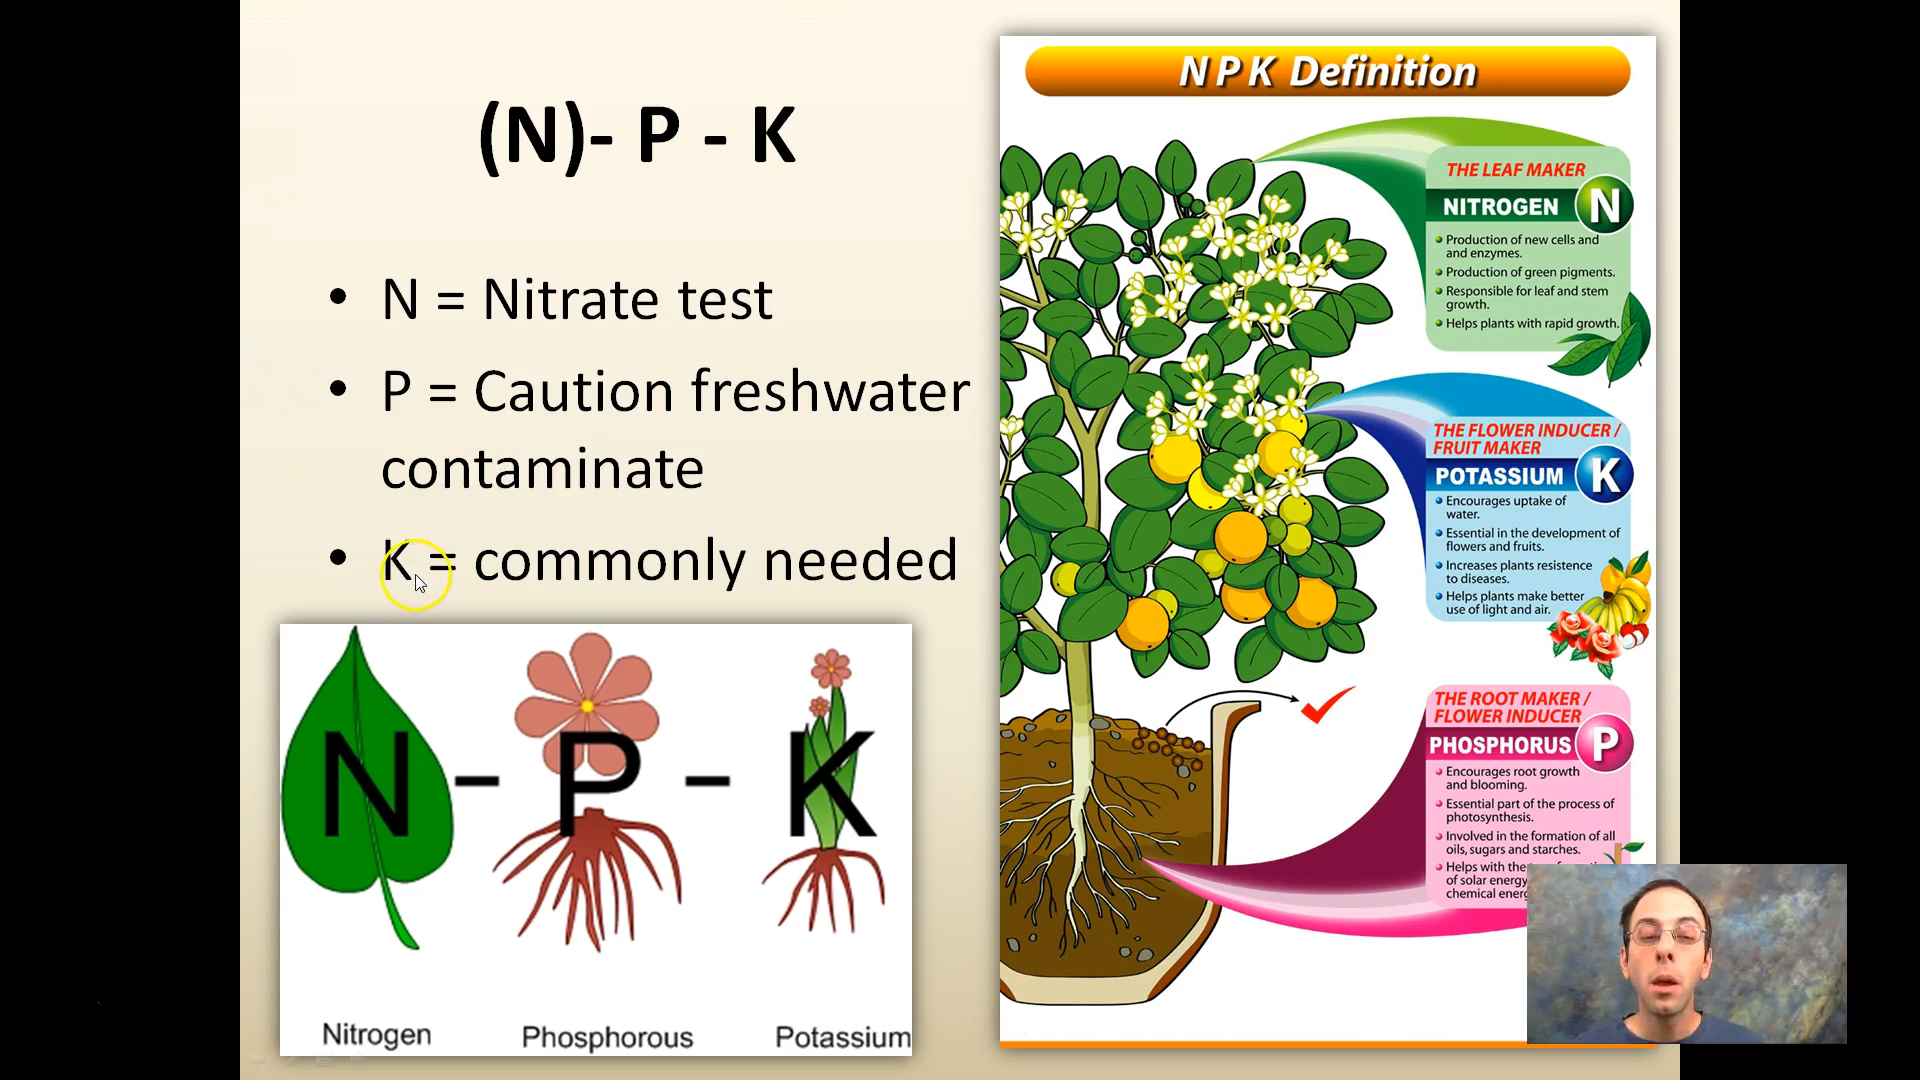 (N)- P - K
• N = Nitrate test
• P = Caution freshwater
contaminate
• K = commonly needed
N - P - K
Nitrogen
Phosphorous
Potassium
N P K Definition
THE LEAF MAKER
NITROGEN N
Production of new cells and
and enzymes.
Production of green pigments.
Responsible for leaf and stem
growth.
Helps plants with rapid growth.
THE FLOWER INDUCER /
FRUIT MAKER
POTASSIUM K
Encourages uptake of
water.
Essential in the development of
flowers and fruits.
Increases plants resistence
to diseases.
Helps plants make better
use of light and air.
THE ROOT MAKER /
FLOWER INDUCER
PHOSPHORUS P
Encourages root growth
and blooming.
Essential part of the process of
photosynthesis.
Involved in the formation of all
oils, sugars and starches.
Helps with the
of solar energy
chemical